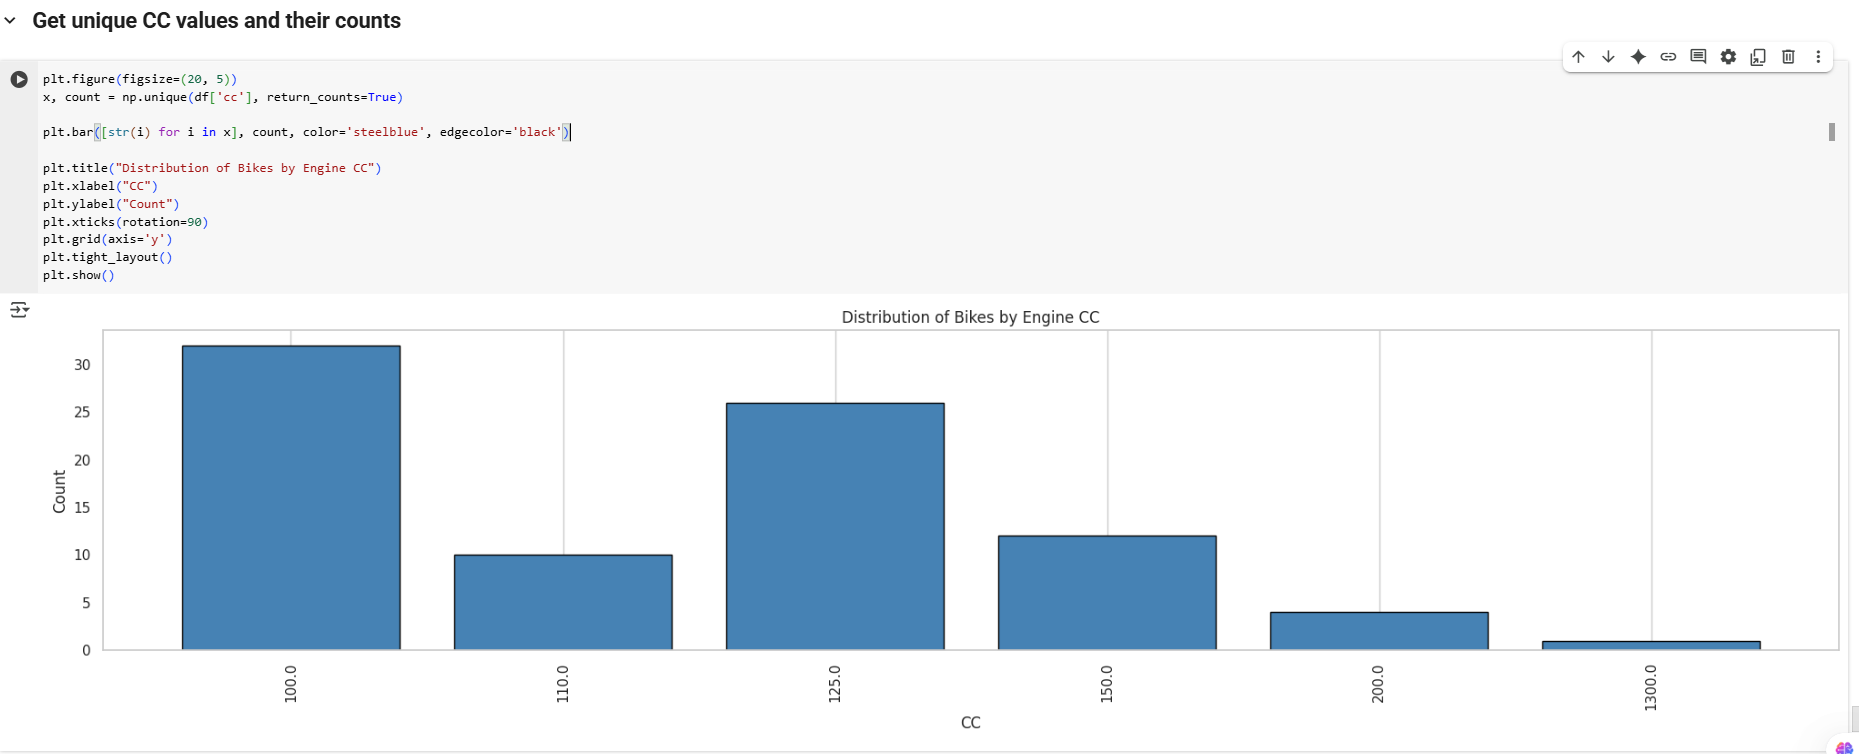 Get unique CC values and their counts
plt.figure(figsize=(20, 5))
x, count = np.unique(df['cc'], return_counts=True)
plt.bar([str(i) for i in x], count, color='steelblue', edgecolor='black')
plt.title("Distribution of Bikes by Engine CC")
plt.xlabel("CC")
plt.ylabel("Count")
plt.xticks(rotation=90)
plt.grid(axis='y')
plt.tight_layout()
plt.show()
Distribution of Bikes by Engine CC
30
25
20
15
10
5
0
Count
100.0
110.0
125.0
150.0
200.0
1300.0
CC